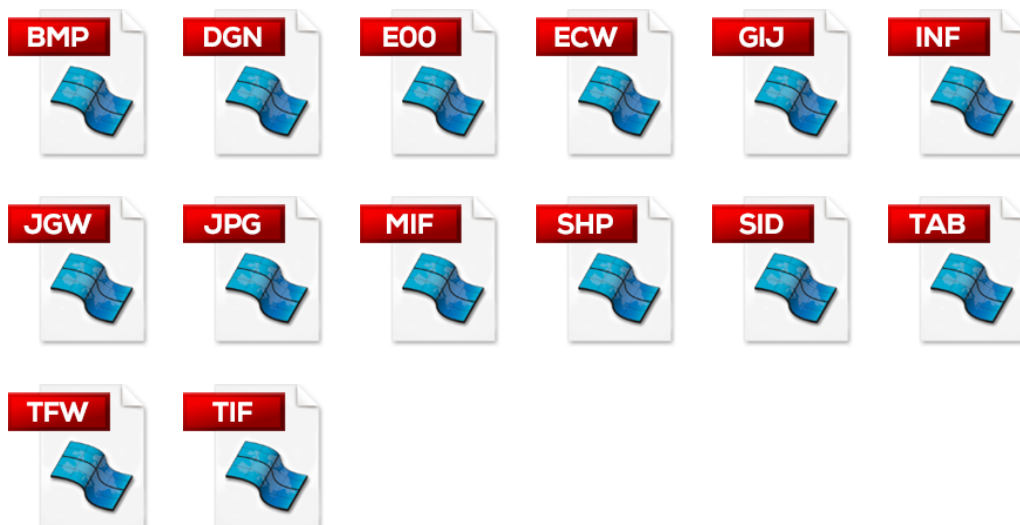 BMP DGN E00 ECW GIJ INF
JGW JPG MIF SHP SID TAB
TFW TIF